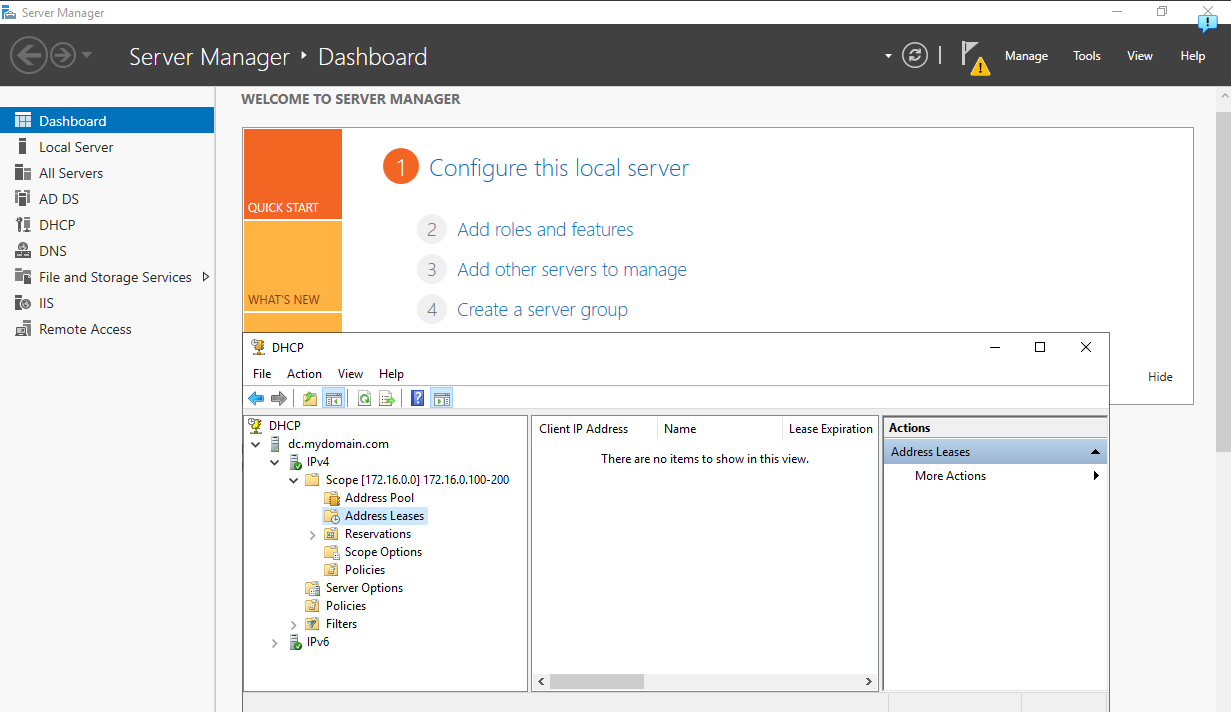 Server Manager
Server Manager • Dashboard
Manage Tools View Help
Dashboard
Local Server
All Servers
AD DS
DHCP
DNS
File and Storage Services
IIS
Remote Access
WELCOME TO SERVER MANAGER
QUICK START
WHAT'S NEW
1 Configure this local server
2 Add roles and features
3 Add other servers to manage
4 Create a server group
Hide
DHCP
File Action View Help
DHCP
dc.mydomain.com
IPv4
Scope [172.16.0.0] 172.16.0.100-200
Address Pool
Address Leases
Reservations
Scope Options
Policies
Server Options
Policies
Filters
IPv6
Client IP Address Name Lease Expiration
There are no items to show in this view.
Actions
Address Leases
More Actions